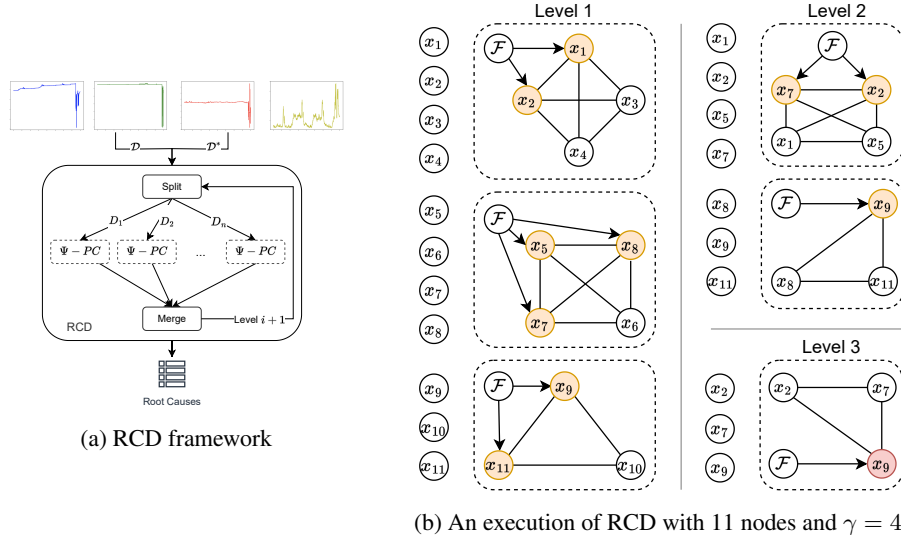 𝒟
𝒟*
Split
D₁
D₂
Dₙ
Ψ − PC
Ψ − PC
...
Ψ − PC
Merge
Level i + 1
RCD
Root Causes
(a) RCD framework
Level 1
x₁
x₂
x₃
x₄
ℱ
x₁
x₂
x₃
x₄
x₅
x₆
x₇
x₈
ℱ
x₅
x₈
x₇
x₆
x₉
x₁₀
x₁₁
ℱ
x₉
x₁₁
x₁₀
Level 2
x₁
x₂
x₅
x₇
ℱ
x₇
x₂
x₁
x₅
x₈
x₉
x₁₁
ℱ
x₉
x₈
x₁₁
Level 3
x₂
x₇
x₉
x₂
x₇
ℱ
x₉
(b) An execution of RCD with 11 nodes and γ = 4